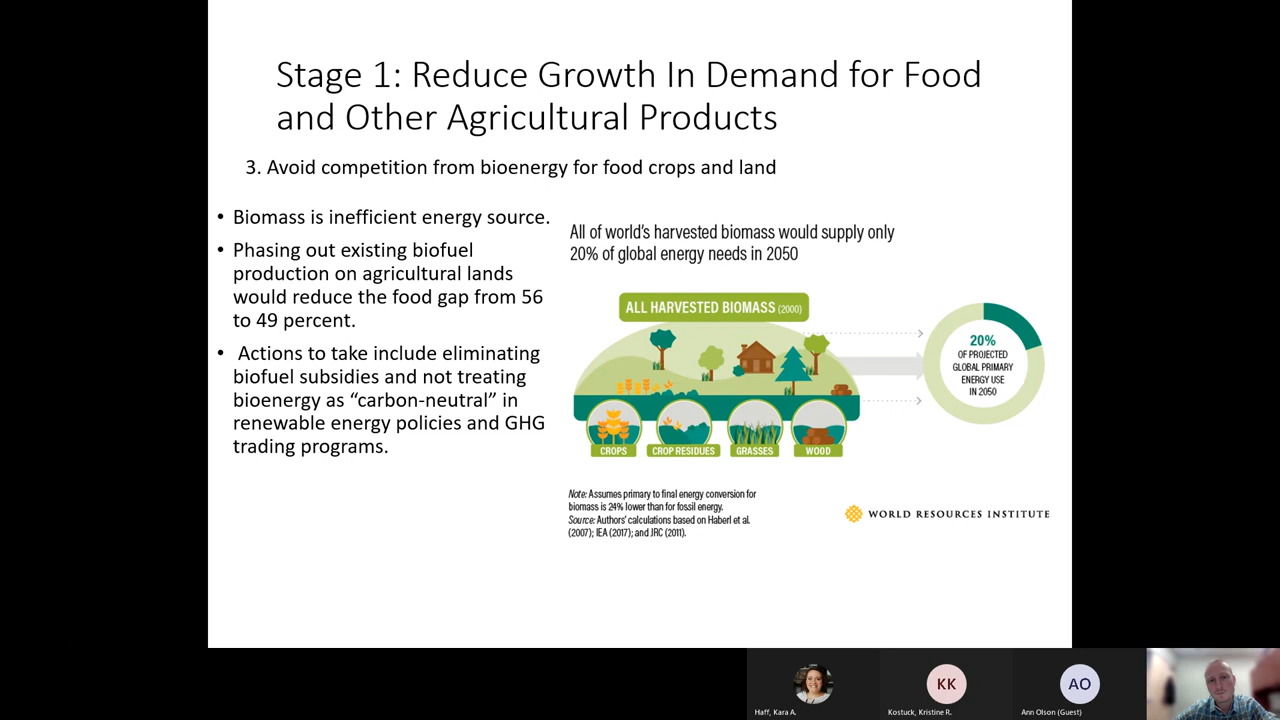 Stage 1: Reduce Growth In Demand for Food
and Other Agricultural Products
3. Avoid competition from bioenergy for food crops and land
• Biomass is inefficient energy source.
• Phasing out existing biofuel
production on agricultural lands
would reduce the food gap from 56
to 49 percent.
• Actions to take include eliminating
biofuel subsidies and not treating
bioenergy as “carbon-neutral” in
renewable energy policies and GHG
trading programs.
All of world's harvested biomass would supply only
20% of global energy needs in 2050
ALL HARVESTED BIOMASS (2000)
CROPS
CROP RESIDUES
GRASSES
WOOD
20%
OF PROJECTED
GLOBAL PRIMARY
ENERGY USE
IN 2050
Note: Assumes primary to final energy conversion for
biomass is 24% lower than for fossil energy.
Source: Authors' calculations based on Haberl et al.
(2007); IEA (2017); and JRC (2011).
WORLD RESOURCES INSTITUTE
KK
AO
Haff, Kara A.
Kostuck, Kristine R.
Ann Olson (Guest)